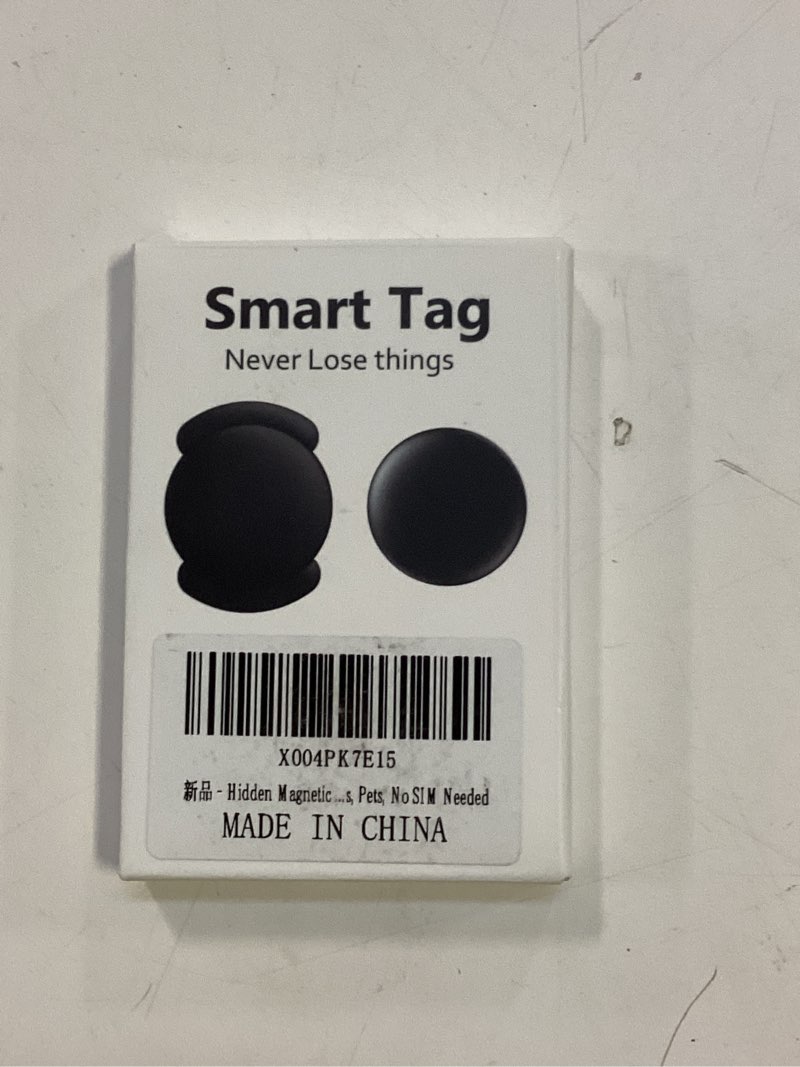 Smart Tag
Never Lose things
X004PK7E15
新品 - Hidden Magnetic ...s, Pets, No SIM Needed
MADE IN CHINA